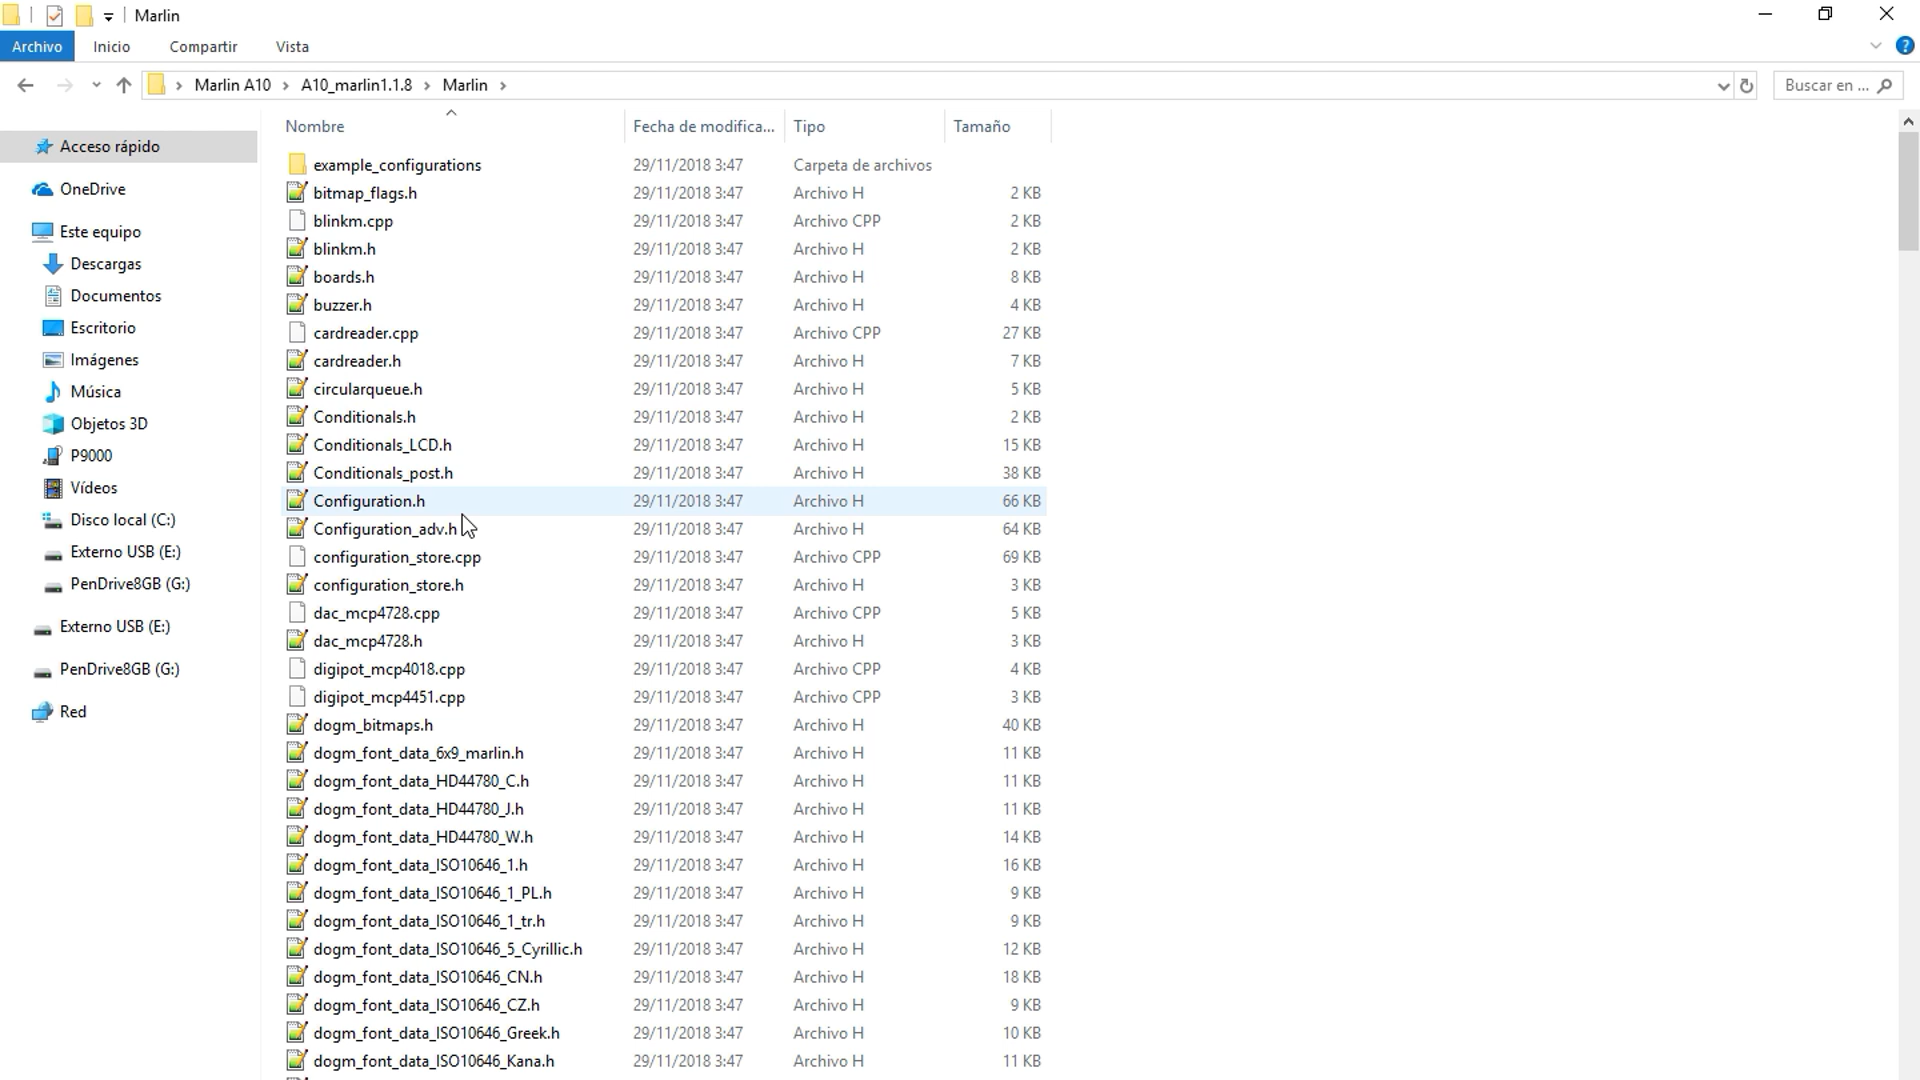 Marlin
Archivo Inicio Compartir Vista
Marlin A10 A10_marlin1.1.8 Marlin Buscar en ...
Nombre Fecha de modifica... Tipo Tamaño
Acceso rápido
OneDrive
Este equipo
Descargas
Documentos
Escritorio
Imágenes
Música
Objetos 3D
P9000
Vídeos
Disco local (C:)
Externo USB (E:)
PenDrive8GB (G:)
Externo USB (E:)
PenDrive8GB (G:)
Red
example_configurations 29/11/2018 3:47 Carpeta de archivos
bitmap_flags.h 29/11/2018 3:47 Archivo H 2 KB
blinkm.cpp 29/11/2018 3:47 Archivo CPP 2 KB
blinkm.h 29/11/2018 3:47 Archivo H 2 KB
boards.h 29/11/2018 3:47 Archivo H 8 KB
buzzer.h 29/11/2018 3:47 Archivo H 4 KB
cardreader.cpp 29/11/2018 3:47 Archivo CPP 27 KB
cardreader.h 29/11/2018 3:47 Archivo H 7 KB
circularqueue.h 29/11/2018 3:47 Archivo H 5 KB
Conditionals.h 29/11/2018 3:47 Archivo H 2 KB
Conditionals_LCD.h 29/11/2018 3:47 Archivo H 15 KB
Conditionals_post.h 29/11/2018 3:47 Archivo H 38 KB
Configuration.h 29/11/2018 3:47 Archivo H 66 KB
Configuration_adv.h 29/11/2018 3:47 Archivo H 64 KB
configuration_store.cpp 29/11/2018 3:47 Archivo CPP 69 KB
configuration_store.h 29/11/2018 3:47 Archivo H 3 KB
dac_mcp4728.cpp 29/11/2018 3:47 Archivo CPP 5 KB
dac_mcp4728.h 29/11/2018 3:47 Archivo H 3 KB
digipot_mcp4018.cpp 29/11/2018 3:47 Archivo CPP 4 KB
digipot_mcp4451.cpp 29/11/2018 3:47 Archivo CPP 3 KB
dogm_bitmaps.h 29/11/2018 3:47 Archivo H 40 KB
dogm_font_data_6x9_marlin.h 29/11/2018 3:47 Archivo H 11 KB
dogm_font_data_HD44780_C.h 29/11/2018 3:47 Archivo H 11 KB
dogm_font_data_HD44780_J.h 29/11/2018 3:47 Archivo H 11 KB
dogm_font_data_HD44780_W.h 29/11/2018 3:47 Archivo H 14 KB
dogm_font_data_ISO10646_1.h 29/11/2018 3:47 Archivo H 16 KB
dogm_font_data_ISO10646_1_PL.h 29/11/2018 3:47 Archivo H 9 KB
dogm_font_data_ISO10646_1_tr.h 29/11/2018 3:47 Archivo H 9 KB
dogm_font_data_ISO10646_5_Cyrillic.h 29/11/2018 3:47 Archivo H 12 KB
dogm_font_data_ISO10646_CN.h 29/11/2018 3:47 Archivo H 18 KB
dogm_font_data_ISO10646_CZ.h 29/11/2018 3:47 Archivo H 9 KB
dogm_font_data_ISO10646_Greek.h 29/11/2018 3:47 Archivo H 10 KB
dogm_font_data_ISO10646_Kana.h 29/11/2018 3:47 Archivo H 11 KB